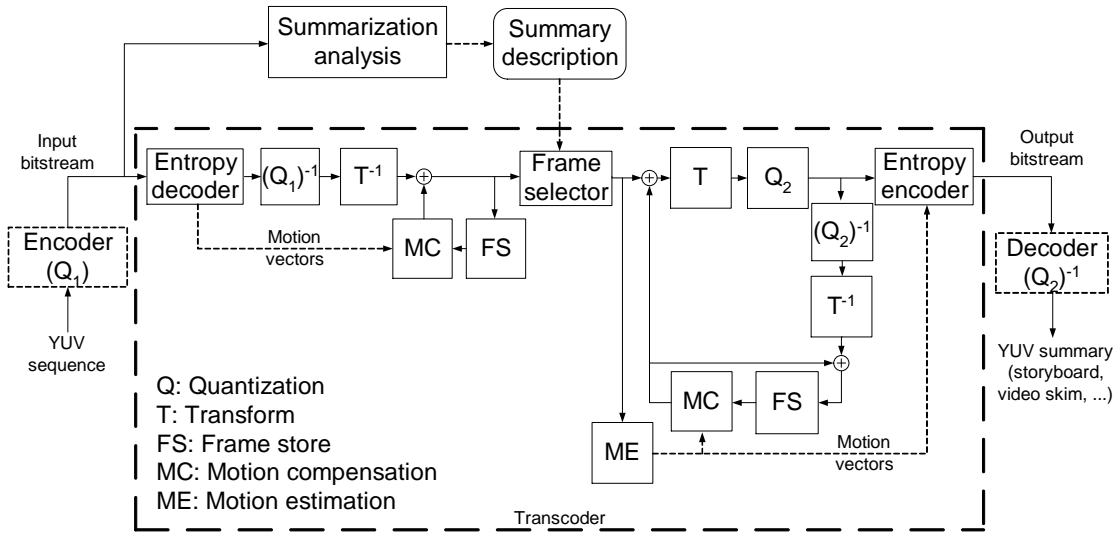 Summarization
analysis
Summary
description
Input
bitstream
Output
bitstream
Entropy
decoder
(Q₁)⁻¹
T⁻¹
Frame
selector
T
Q₂
Entropy
encoder
Motion
vectors
MC
FS
(Q₂)⁻¹
Encoder
(Q₁)
Decoder
(Q₂)⁻¹
T⁻¹
YUV
sequence
YUV summary
(storyboard,
video skim, ...)
MC
FS
ME
Motion
vectors
Q: Quantization
T: Transform
FS: Frame store
MC: Motion compensation
ME: Motion estimation
Transcoder